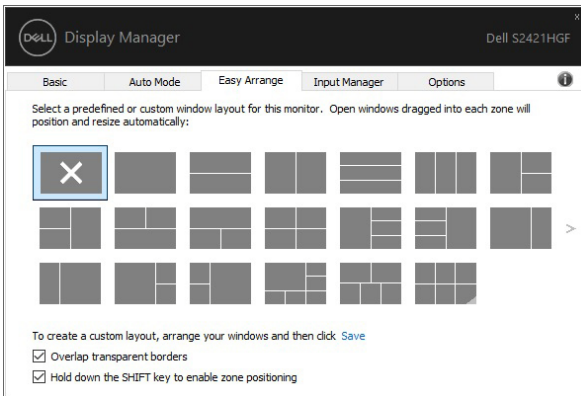 DELL Display Manager
Dell S2421HGF
Basic Auto Mode Easy Arrange Input Manager Options
Select a predefined or custom window layout for this monitor. Open windows dragged into each zone will
position and resize automatically:
To create a custom layout, arrange your windows and then click Save
Overlap transparent borders
Hold down the SHIFT key to enable zone positioning